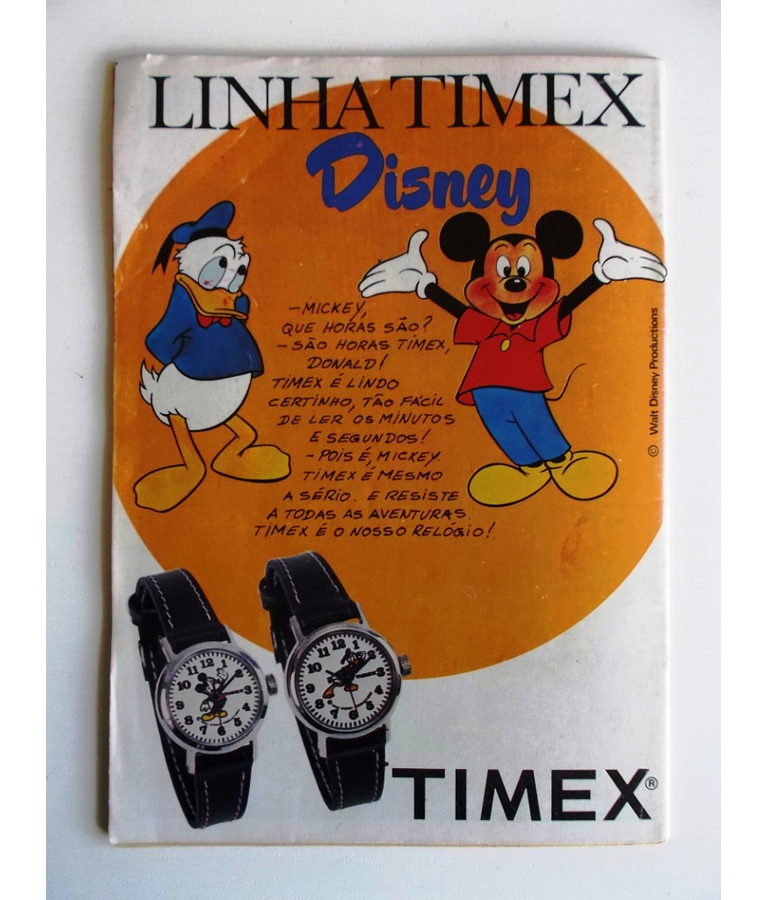 LINHA TIMEX
Disney
-MICKEY,
QUE HORAS SÃO?
- SÃO HORAS TIMEX,
DONALD!
TIMEX É LINDO
CERTINHO, TÃO FÁCIL
DE LER OS MINUTOS
E SEGUNDOS!
- POIS É, MICKEY.
TIMEX É MESMO
A SÉRIO. E RESISTE
A TODAS AS AVENTURAS.
TIMEX É O NOSSO RELÓGIO!
© Walt Disney Productions
TIMEX®